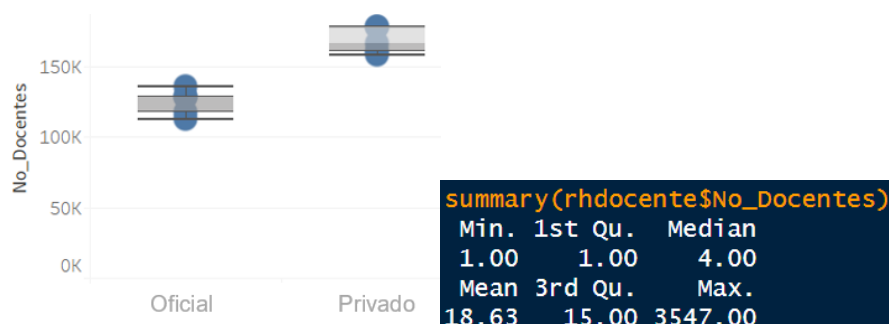 150K
100K
50K
0K
No_Docentes
Oficial Privado
summary(rhdocente$No_Docentes)
Min. 1st Qu. Median
1.00 1.00 4.00
Mean 3rd Qu. Max.
18.63 15.00 3547.00